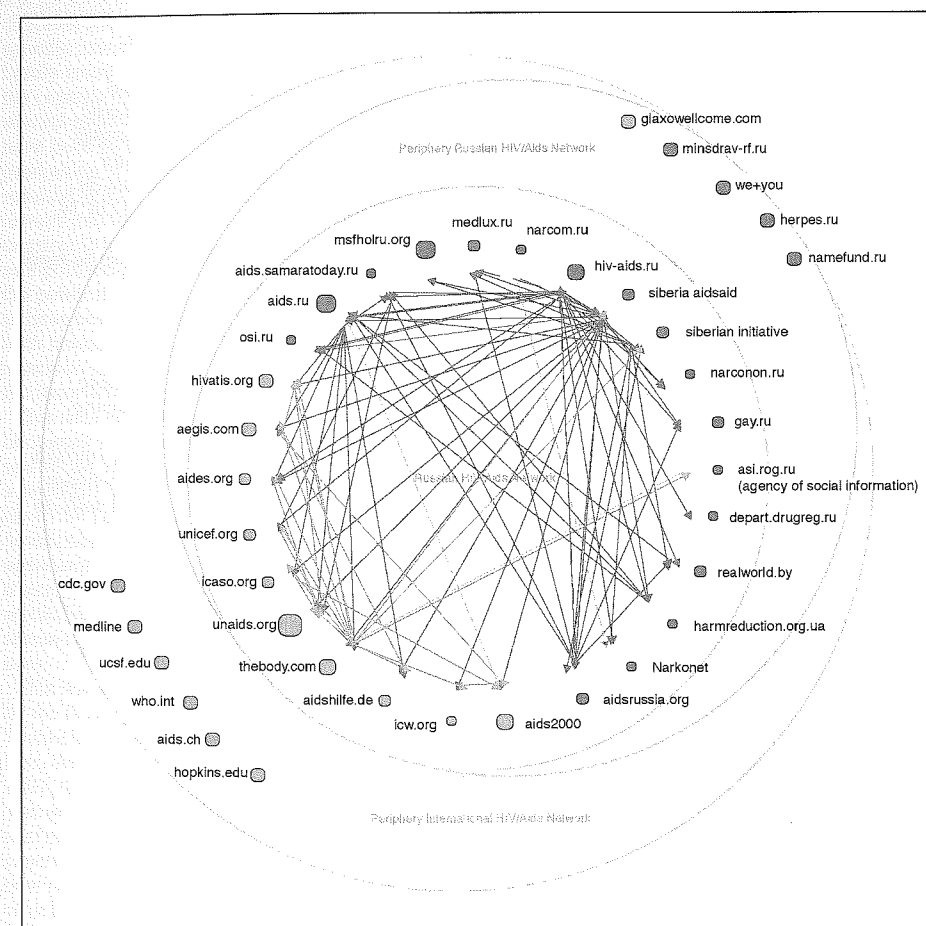 glaxowellcome.com
Periphery Russian HIV/Aids Network
minsdrav-rf.ru
we+you
herpes.ru
namefund.ru
medlux.ru
narcom.ru
msfholru.org
hiv-aids.ru
aids.samaratoday.ru
siberia aidsaid
aids.ru
siberian initiative
osi.ru
narconon.ru
hivatis.org
gay.ru
aegis.com
asi.rog.ru
(agency of social information)
aides.org
Russian HIV/Aids Network
depart.drugreg.ru
unicef.org
realworld.by
icaso.org
cdc.gov
harmreduction.org.ua
unaids.org
medline
Narkonet
thebody.com
ucsf.edu
aidsrussia.org
aidshilfe.de
who.int
icw.org
aids2000
aids.ch
hopkins.edu
Periphery International HIV/Aids Network